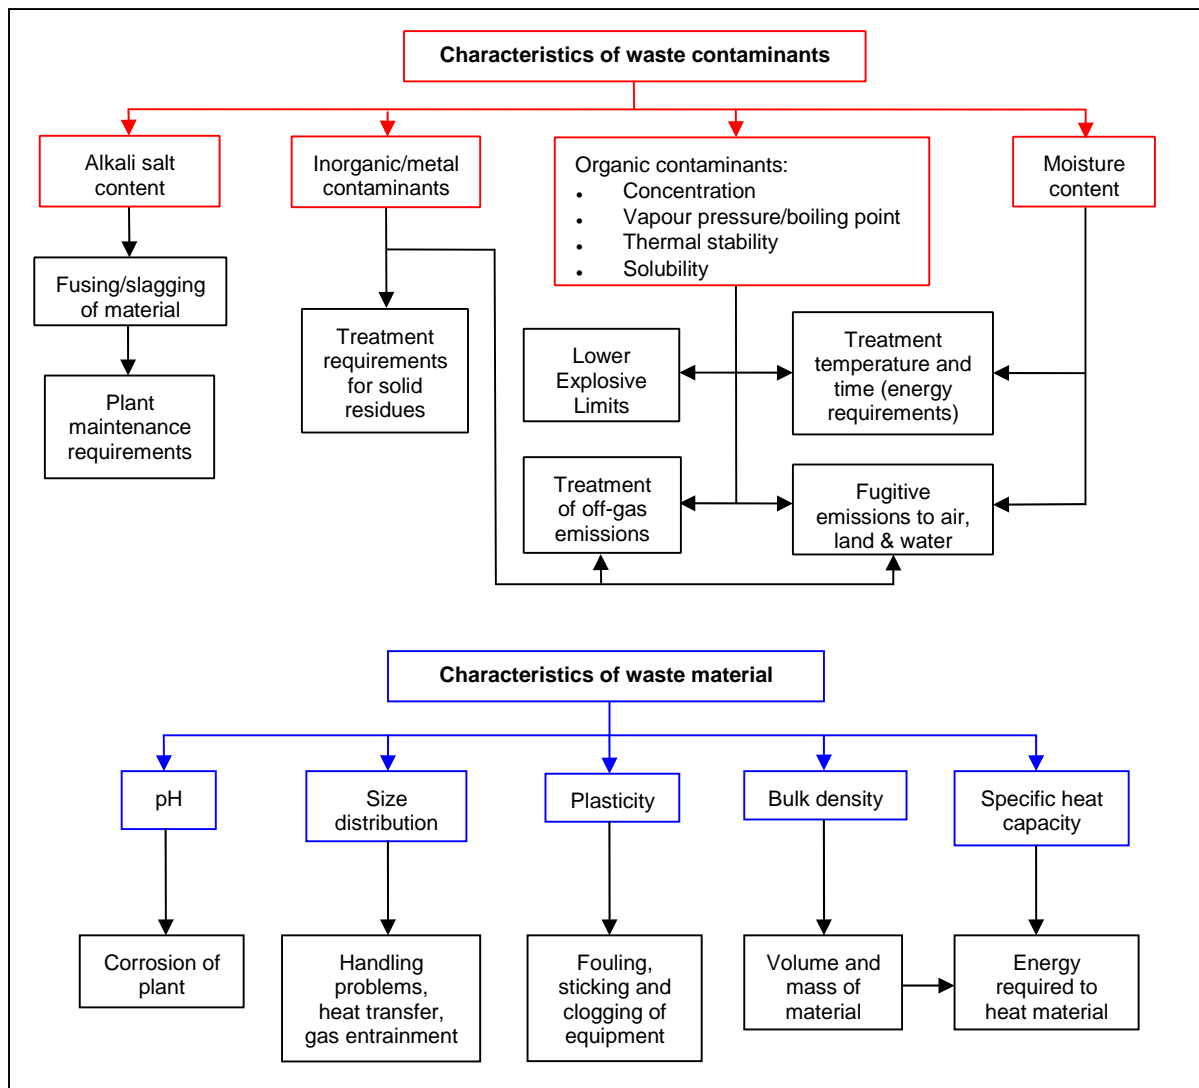 Characteristics of waste contaminants
Alkali salt
content
Inorganic/metal
contaminants
Organic contaminants:
• Concentration
• Vapour pressure/boiling point
• Thermal stability
• Solubility
Moisture
content
Fusing/slagging
of material
Plant
maintenance
requirements
Treatment
requirements
for solid
residues
Lower
Explosive
Limits
Treatment
temperature and
time (energy
requirements)
Treatment
of off-gas
emissions
Fugitive
emissions to air,
land & water
Characteristics of waste material
pH
Size
distribution
Plasticity
Bulk density
Specific heat
capacity
Corrosion of
plant
Handling
problems,
heat transfer,
gas entrainment
Fouling,
sticking and
clogging of
equipment
Volume and
mass of
material
Energy
required to
heat material